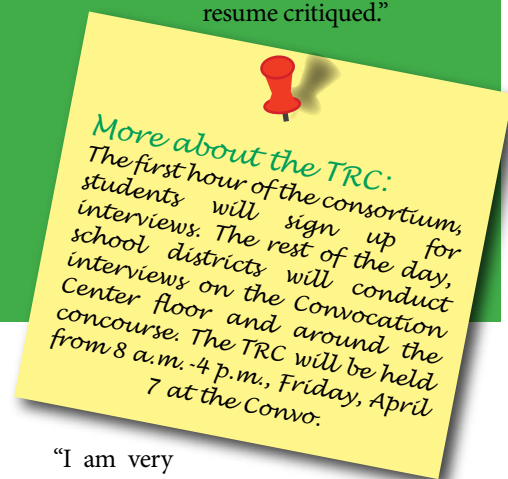 resume critiqued.”
More about the TRC:
The first hour of the consortium,
students will sign up for
interviews. The rest of the day,
school districts will conduct
interviews on the Convocation
Center floor and around the
concourse. The TRC will be held
from 8 a.m.-4 p.m., Friday, April
7 at the Convo.
“I am very